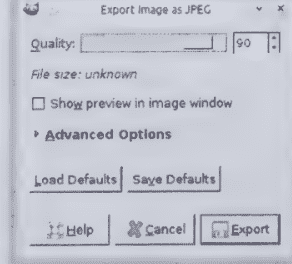 Export Image as JPEG
Quality: 90
File size: unknown
Show preview in image window
Advanced Options
Load Defaults Save Defaults
Help Cancel Export